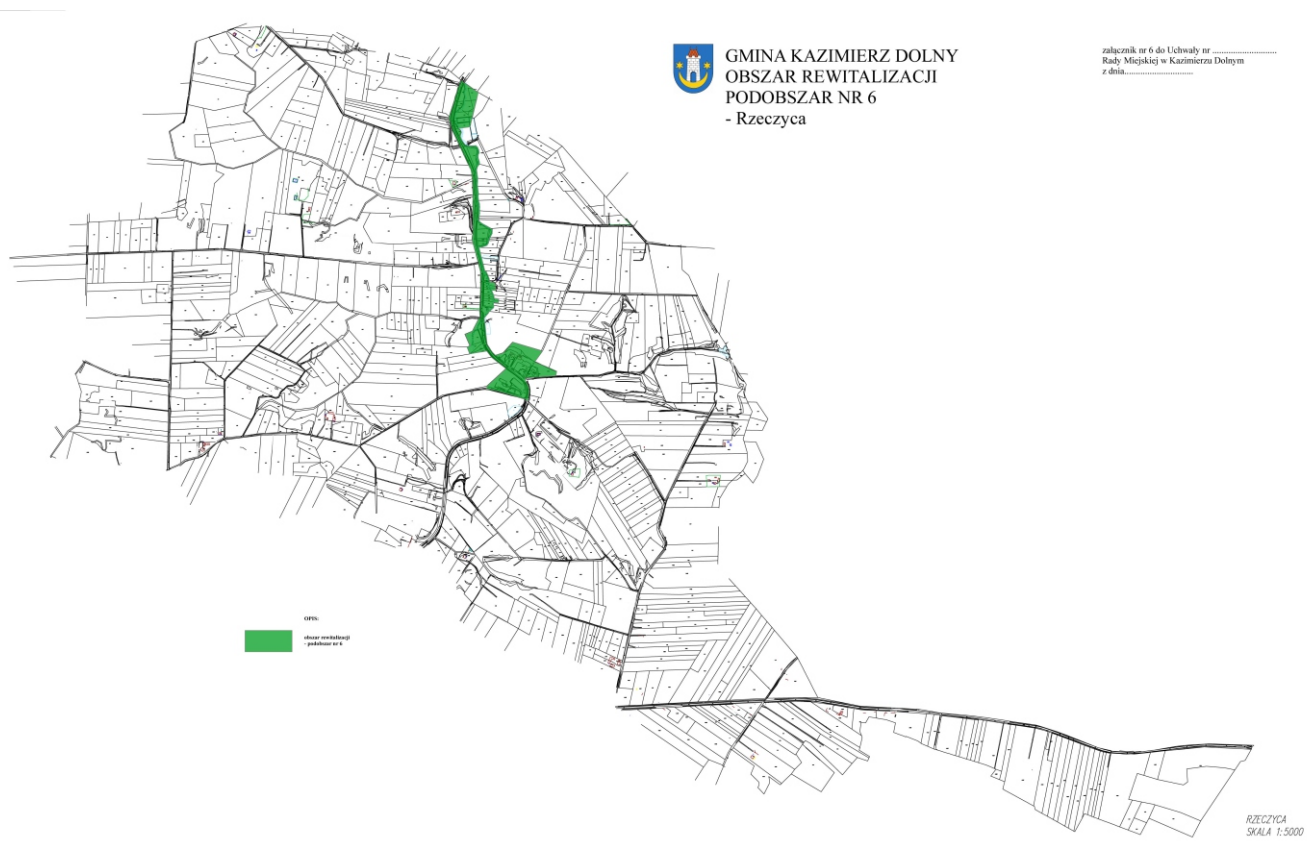 GMINA KAZIMIERZ DOLNY
OBSZAR REWITALIZACJI
PODOBSZAR NR 6
- Rzeczyca
załącznik nr 6 do Uchwały nr ............................
Rady Miejskiej w Kazimierzu Dolnym
z dnia..............................
OPIS:
obszar rewitalizacji
- podobszar nr 6
RZECZYCA
SKALA 1:5000